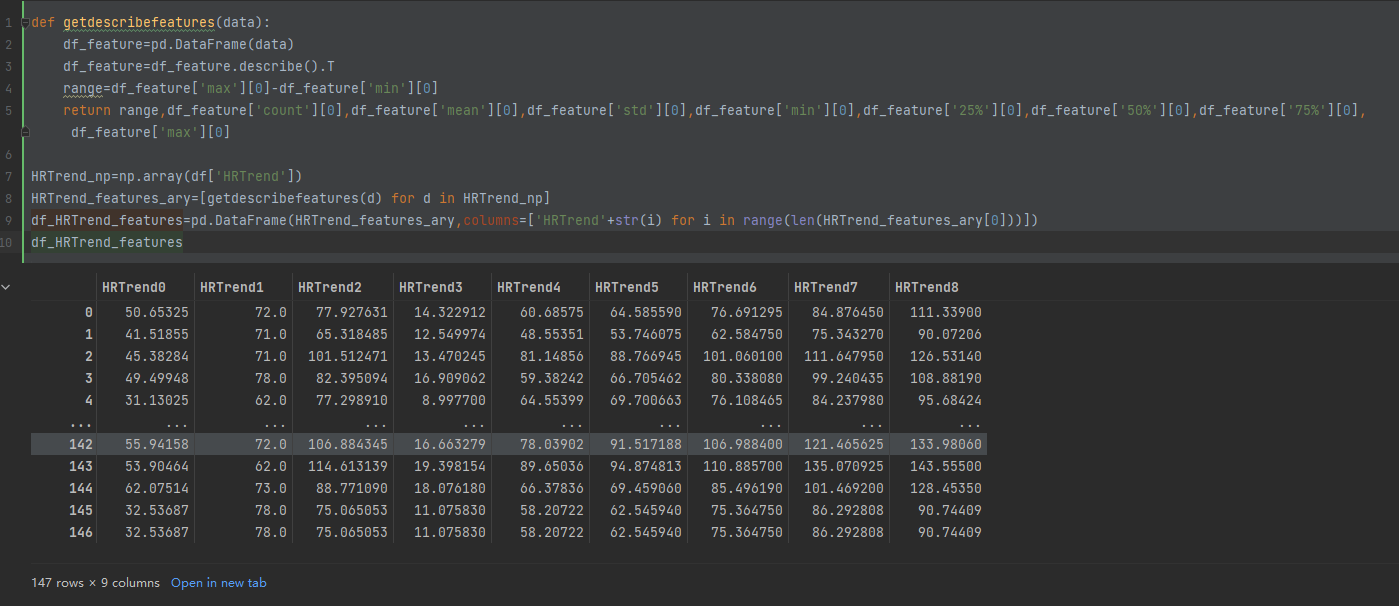 1 def getdescribefeatures(data):
2 df_feature=pd.DataFrame(data)
3 df_feature=df_feature.describe().T
4 range=df_feature['max'][0]-df_feature['min'][0]
5 return range,df_feature['count'][0],df_feature['mean'][0],df_feature['std'][0],df_feature['min'][0],df_feature['25%'][0],df_feature['50%'][0],df_feature['75%'][0],
df_feature['max'][0]
6
7 HRTrend_np=np.array(df['HRTrend'])
8 HRTrend_features_ary=[getdescribefeatures(d) for d in HRTrend_np]
9 df_HRTrend_features=pd.DataFrame(HRTrend_features_ary,columns=['HRTrend'+str(i) for i in range(len(HRTrend_features_ary[0]))])
10 df_HRTrend_features
HRTrend0 HRTrend1 HRTrend2 HRTrend3 HRTrend4 HRTrend5 HRTrend6 HRTrend7 HRTrend8
0 50.65325 72.0 77.927631 14.322912 60.68575 64.585590 76.691295 84.876450 111.33900
1 41.51855 71.0 65.318485 12.549974 48.55351 53.746075 62.584750 75.343270 90.07206
2 45.38284 71.0 101.512471 13.470245 81.14856 88.766945 101.060100 111.647950 126.53140
3 49.49948 78.0 82.395094 16.909062 59.38242 66.705462 80.338080 99.240435 108.88190
4 31.13025 62.0 77.298910 8.997700 64.55399 69.700663 76.108465 84.237980 95.68424
... ... ... ... ... ... ... ... ... ...
142 55.94158 72.0 106.884345 16.663279 78.03902 91.517188 106.988400 121.465625 133.98060
143 53.90464 62.0 114.613139 19.398154 89.65036 94.874813 110.885700 135.070925 143.55500
144 62.07514 73.0 88.771090 18.076180 66.37836 69.459060 85.496190 101.469200 128.45350
145 32.53687 78.0 75.065053 11.075830 58.20722 62.545940 75.364750 86.292808 90.74409
146 32.53687 78.0 75.065053 11.075830 58.20722 62.545940 75.364750 86.292808 90.74409
147 rows × 9 columns Open in new tab